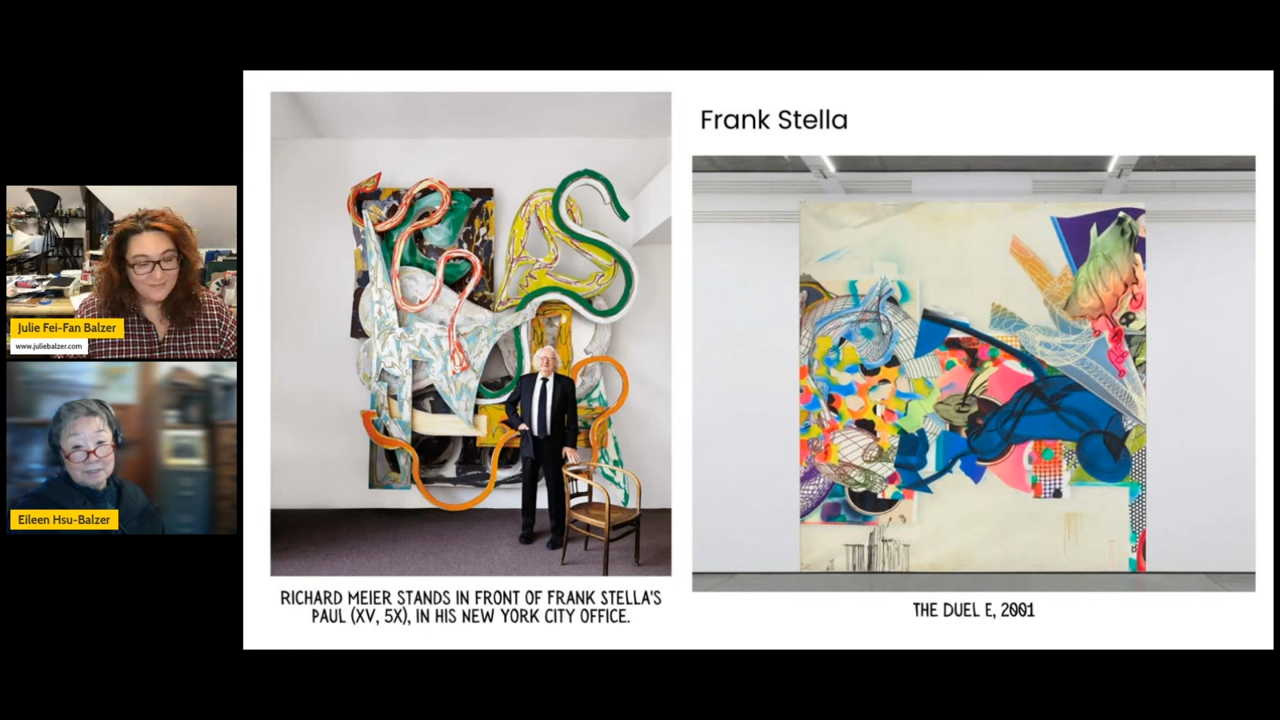 Frank Stella
Julie Fei-Fan Balzer
www.juliebalzer.com
Eileen Hsu-Balzer
RICHARD MEIER STANDS IN FRONT OF FRANK STELLA'S
PAUL (XV, 5X), IN HIS NEW YORK CITY OFFICE.
THE DUEL E, 2001